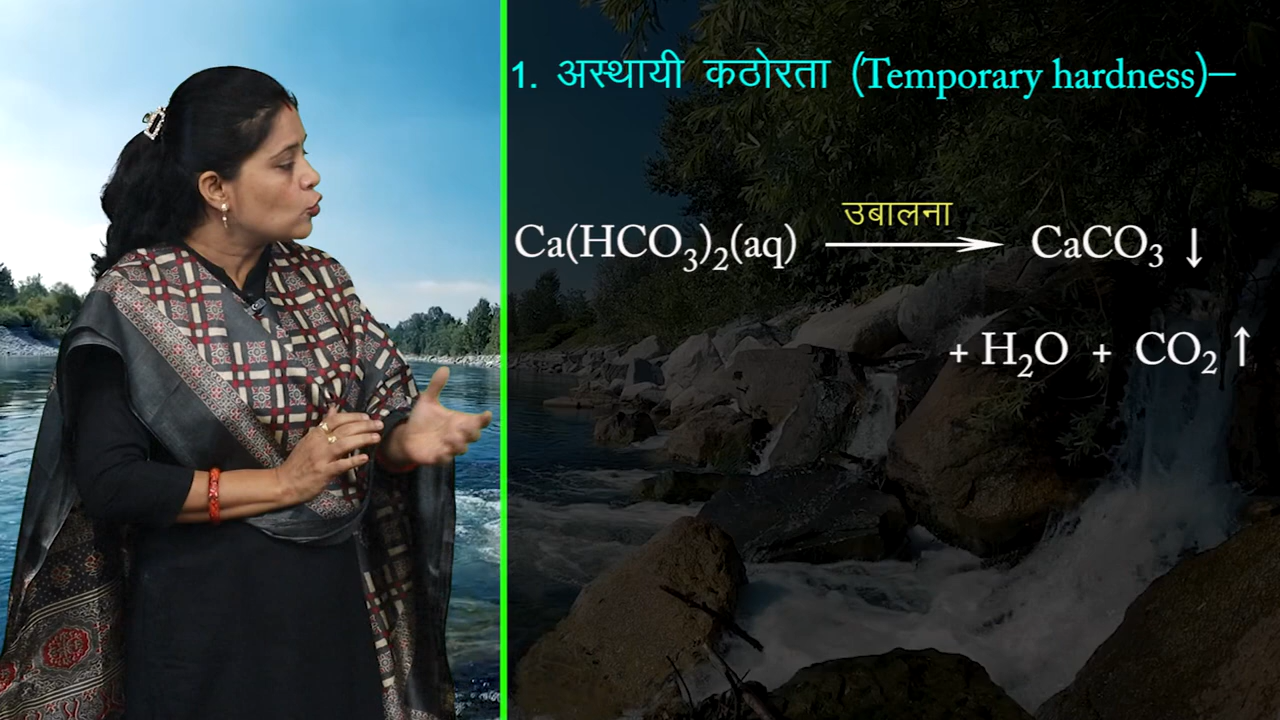 1. अस्थायी कठोरता (Temporary hardness)–
उबालना
Ca(HCO₃)₂(aq) ⟶ CaCO₃ ↓
+ H₂O + CO₂ ↑